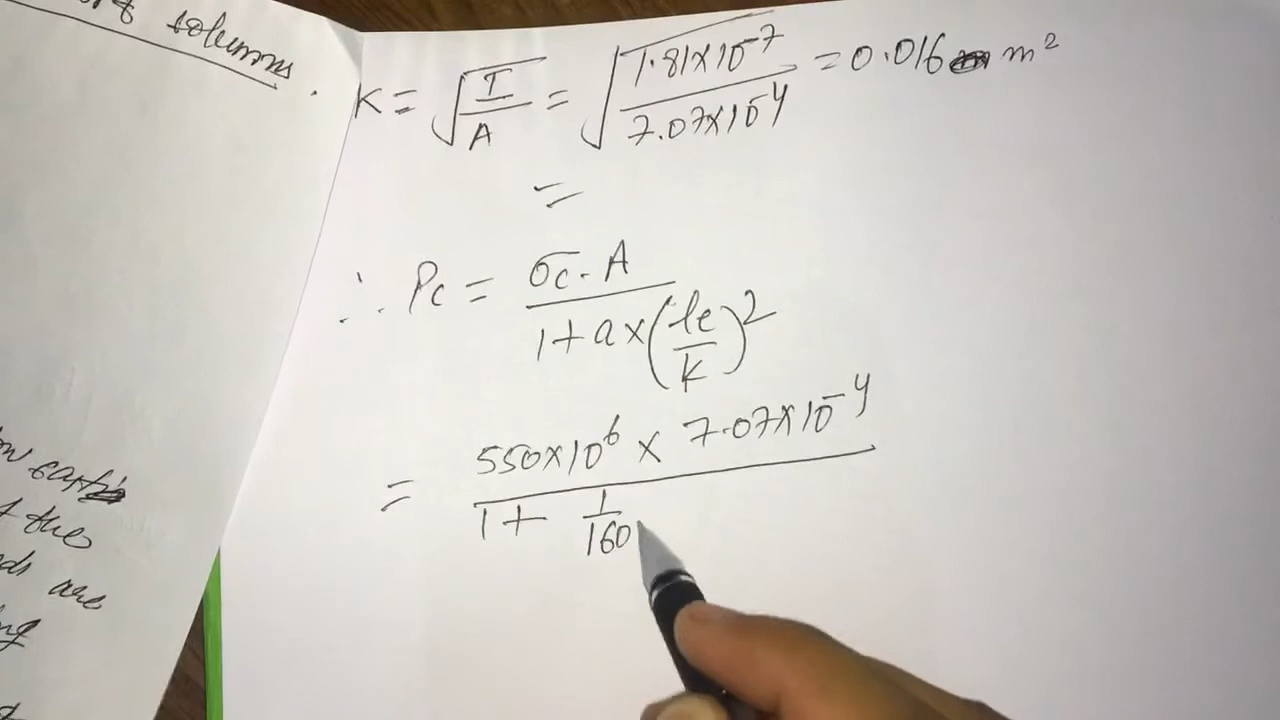 columns.
K = √(I/A) = √(1.81×10⁻⁷/7.07×10⁻⁴) = 0.016 m²
=
∴ Pc = σc · A / 1 + a × (le/k)²
= 550×10⁶ × 7.07×10⁻⁴ / 1 + 1/160
the
are